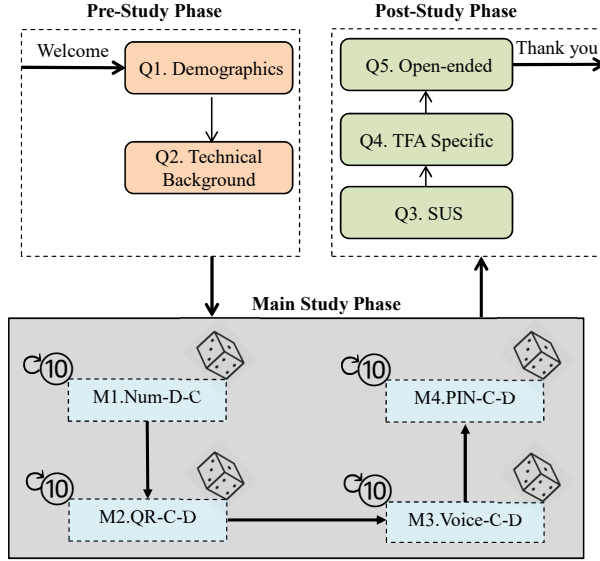 Pre-Study Phase
Welcome
Q1. Demographics
Q2. Technical
Background
Post-Study Phase
Q5. Open-ended
Thank you
Q4. TFA Specific
Q3. SUS
Main Study Phase
10
M1.Num-D-C
10
M4.PIN-C-D
10
M2.QR-C-D
10
M3.Voice-C-D